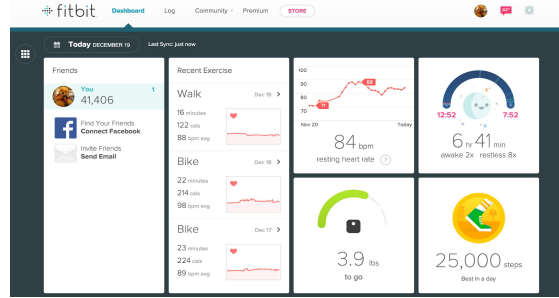 fitbit
Dashboard
Log
Community
Premium
STORE
Today DECEMBER 19
Last Sync: just now
Friends
You
1
41,406
Find Your Friends
Connect Facebook
Invite Friends
Send Email
Recent Exercise
Walk
Dec 19
16 minutes
122 cals
88 bpm avg
Bike
Dec 18
22 minutes
214 cals
95 bpm avg
Bike
Dec 17
23 minutes
224 cals
89 bpm avg
100
90
80
70
71
88
Nov 20
Today
84 bpm
resting heart rate ?
12:52
7:52
6 hr 41 min
awake 2x restless 8x
3.9 lbs
to go
25,000 steps
Best in a day